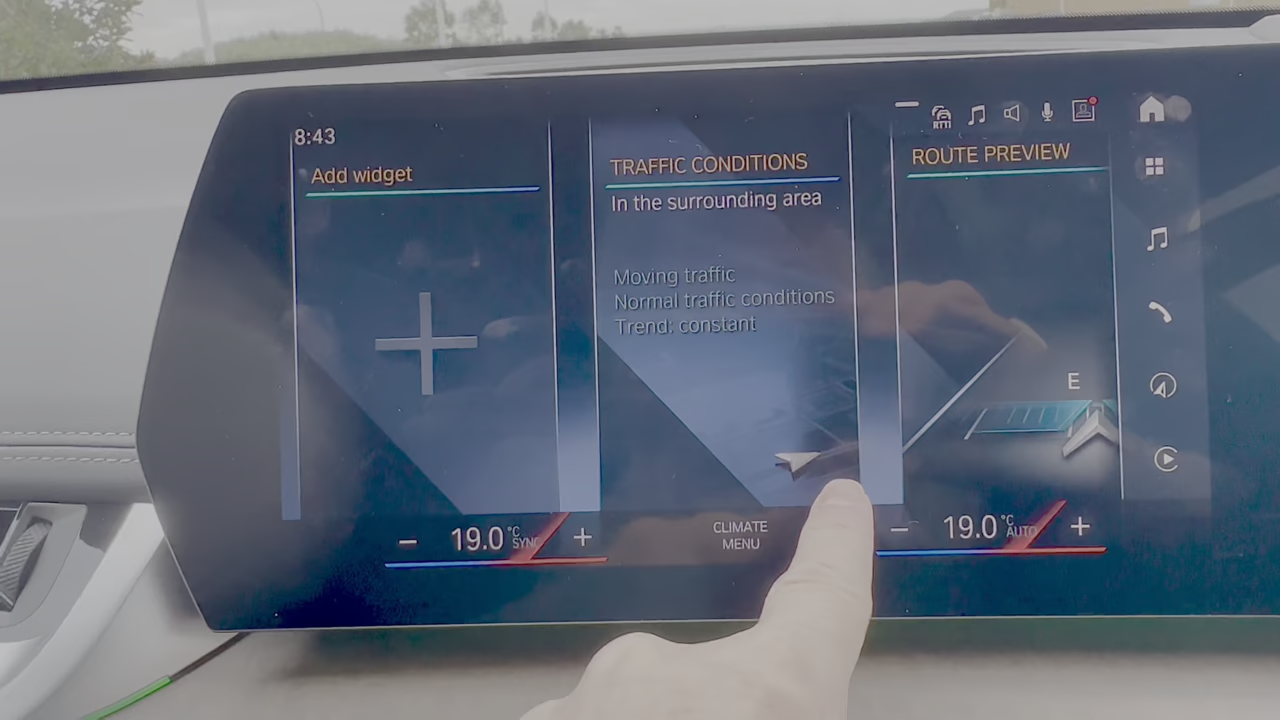 8:43
RTTI
Add widget
TRAFFIC CONDITIONS
In the surrounding area
Moving traffic
Normal traffic conditions
Trend: constant
ROUTE PREVIEW
E
- 19.0 °C SYNC +
CLIMATE
MENU
- 19.0 °C AUTO +